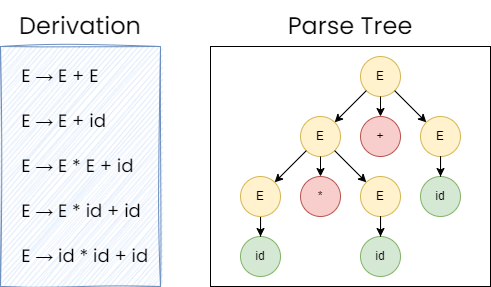 Derivation
E → E + E
E → E + id
E → E * E + id
E → E * id + id
E → id * id + id
Parse Tree
E
E + E
E * E id
id id